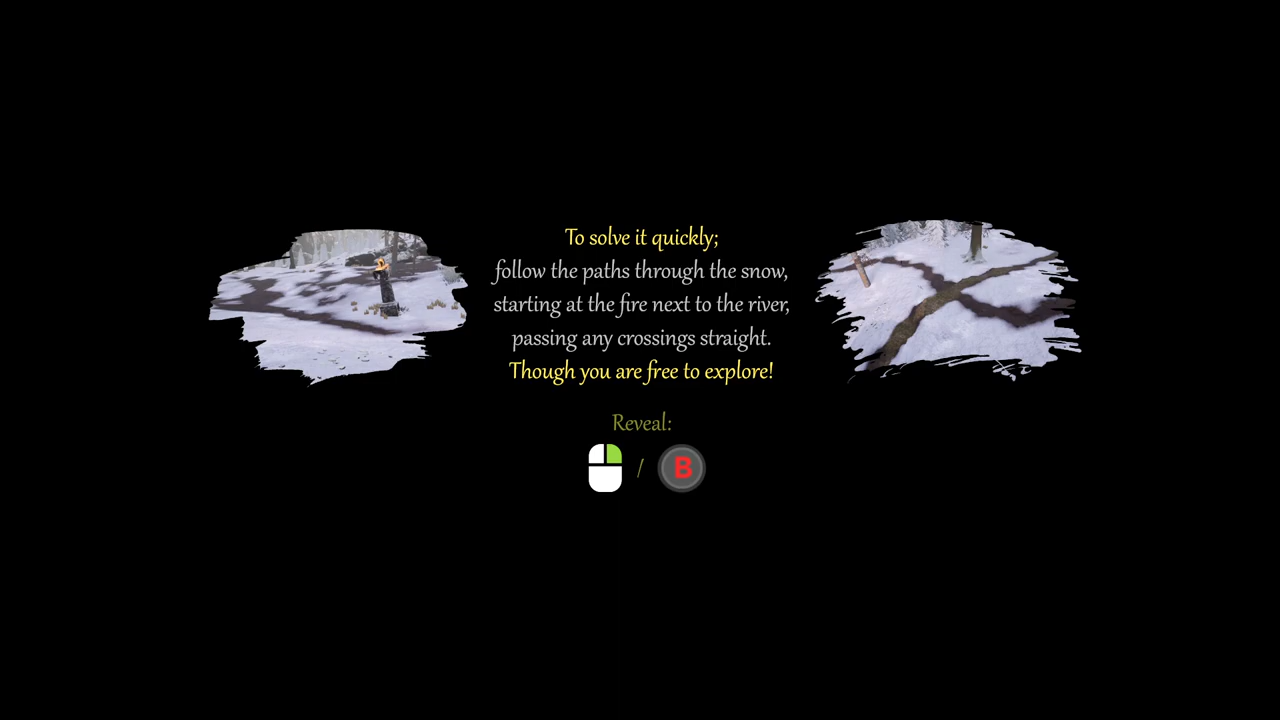 To solve it quickly;
follow the paths through the snow,
starting at the fire next to the river,
passing any crossings straight.
Though you are free to explore!
Reveal:
/ B